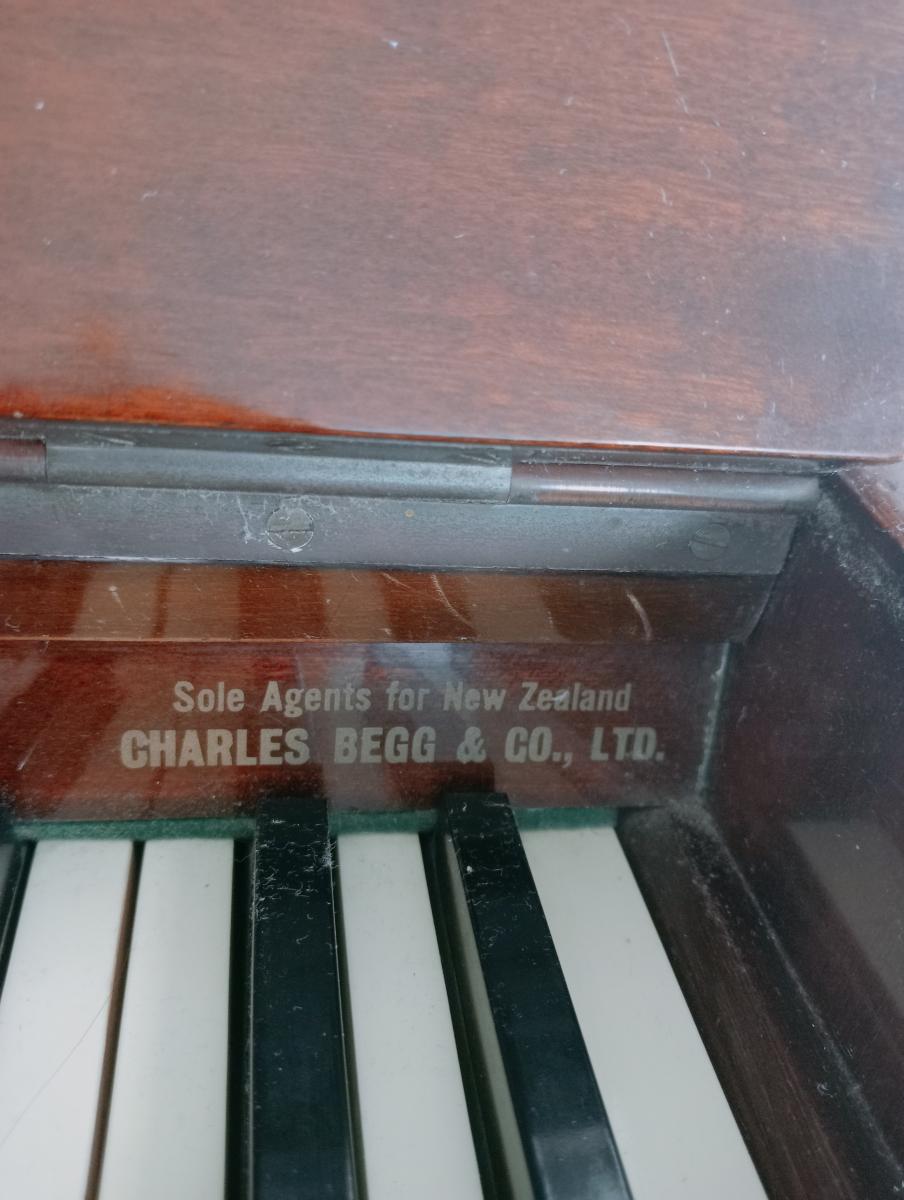 Sole Agents for New Zealand
CHARLES BEGG & CO., LTD.